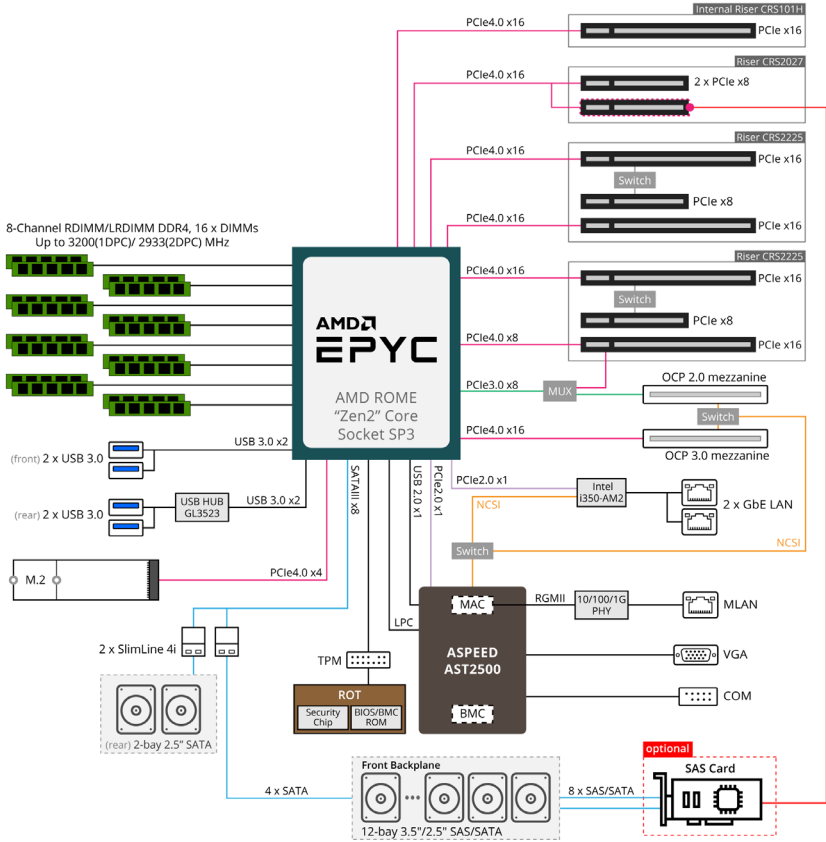 Internal Riser CRS101H
PCIe4.0 x16
PCIe x16
Riser CRS2027
PCIe4.0 x16
2 x PCIe x8
Riser CRS2225
PCIe4.0 x16
PCIe x16
Switch
PCIe x8
PCIe4.0 x16
PCIe x16
8-Channel RDIMM/LRDIMM DDR4, 16 x DIMMs
Up to 3200(1DPC)/ 2933(2DPC) MHz
Riser CRS2225
PCIe4.0 x16
PCIe x16
Switch
PCIe x8
PCIe4.0 x8
PCIe x16
AMD
EPYC
AMD ROME
“Zen2” Core
Socket SP3
PCIe3.0 x8
MUX
OCP 2.0 mezzanine
Switch
PCIe4.0 x16
OCP 3.0 mezzanine
(front) 2 x USB 3.0
USB 3.0 x2
(rear) 2 x USB 3.0
USB HUB
GL3523
USB 3.0 x2
SATAIII x8
USB 2.0 x1
PCIe2.0 x1
PCIe2.0 x1
Intel
i350-AM2
2 x GbE LAN
NCSI
Switch
NCSI
M.2
PCIe4.0 x4
MAC
RGMII
10/100/1G
PHY
MLAN
LPC
2 x SlimLine 4i
TPM
ASPEED
AST2500
VGA
ROT
Security
Chip
BIOS/BMC
ROM
COM
BMC
(rear) 2-bay 2.5” SATA
optional
SAS Card
Front Backplane
4 x SATA
8 x SAS/SATA
12-bay 3.5"/2.5" SAS/SATA